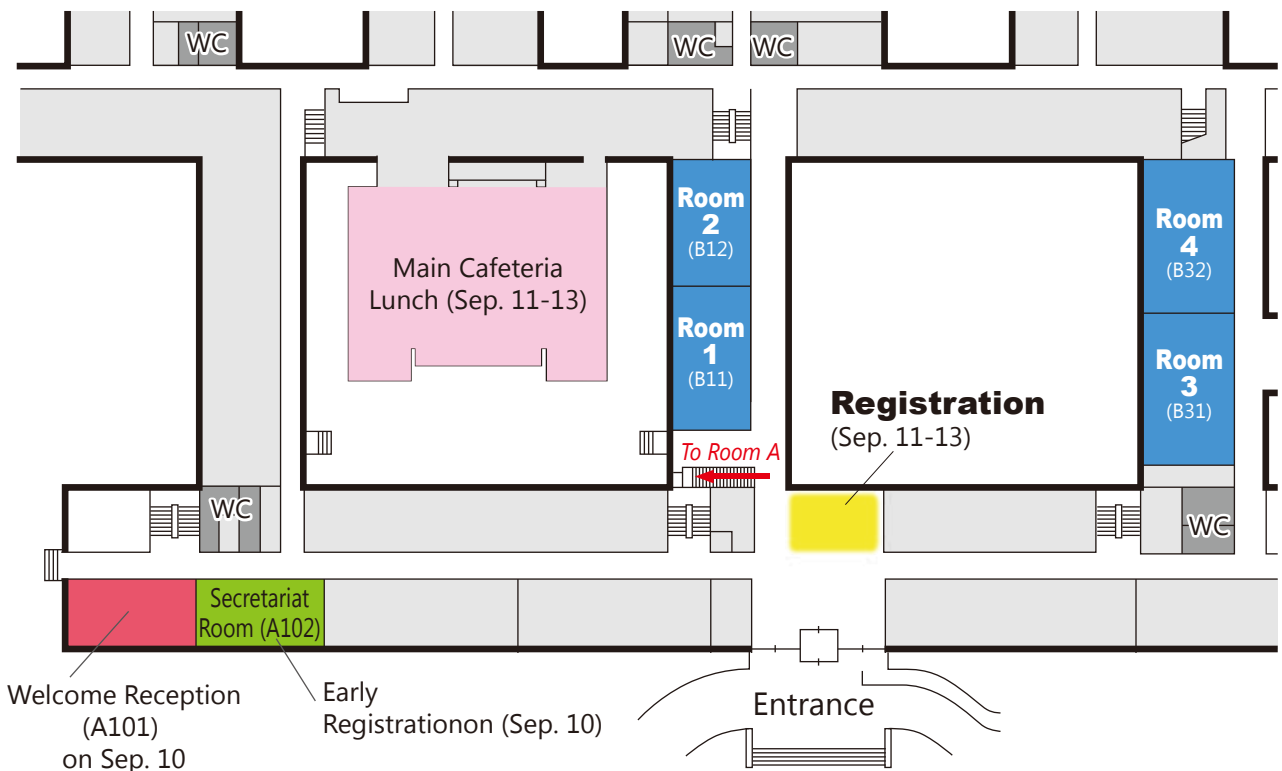 WC
WC
WC
Room
2
(B12)
Room
4
(B32)
Main Cafeteria
Lunch (Sep. 11-13)
Room
1
(B11)
Room
3
(B31)
Registration
(Sep. 11-13)
To Room A
WC
WC
Secretariat
Room (A102)
Welcome Reception
(A101)
on Sep. 10
Early
Registrationon (Sep. 10)
Entrance